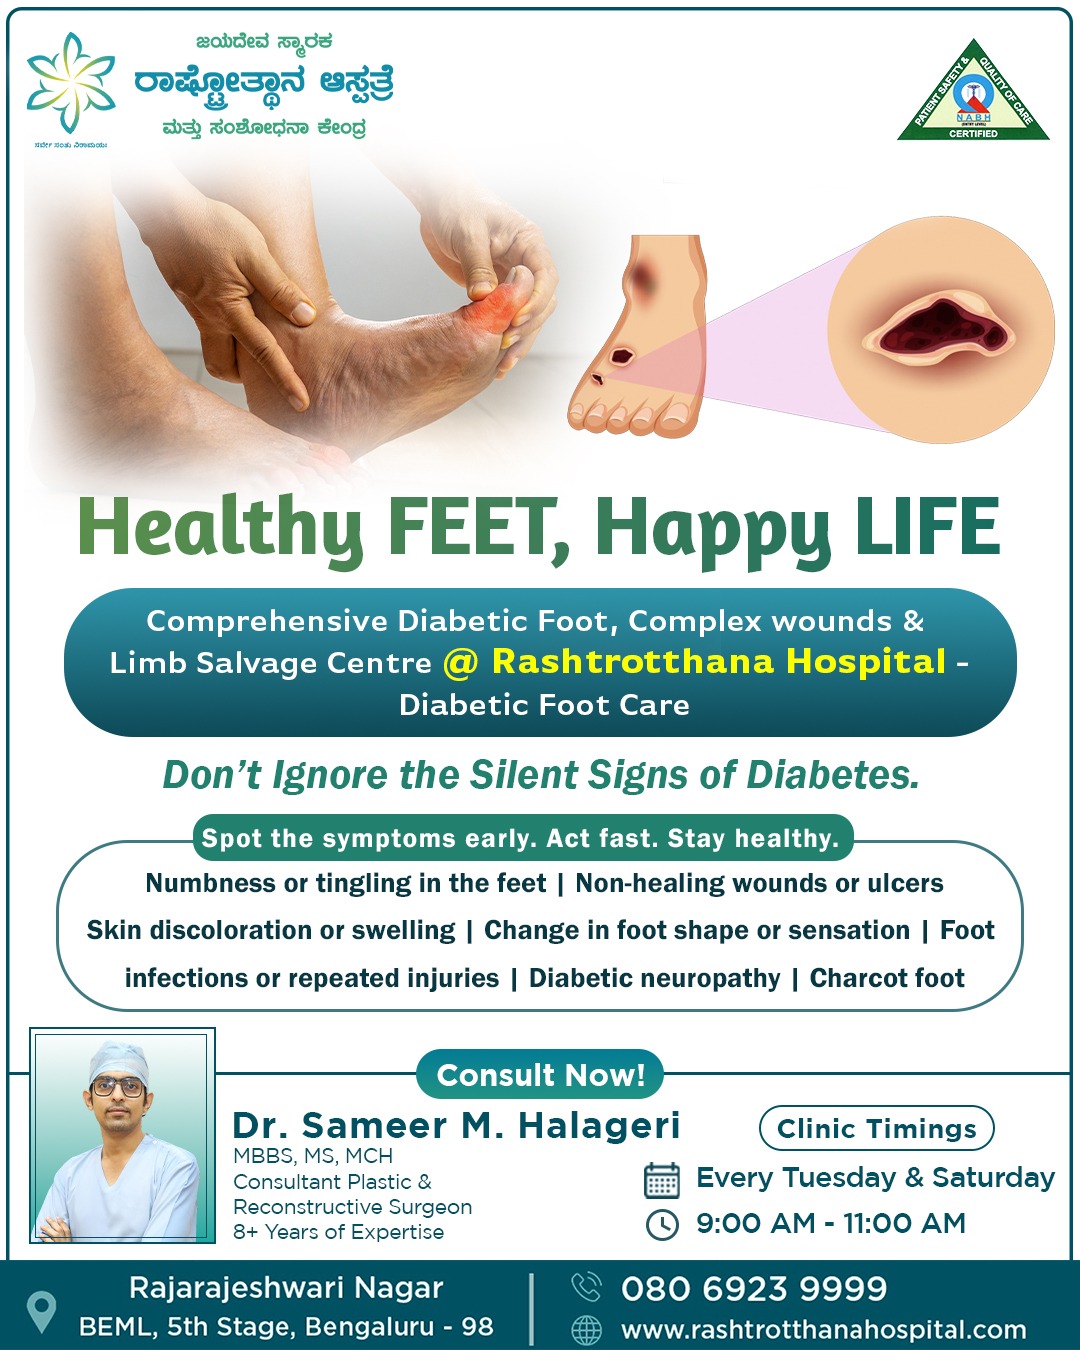 ಜಯದೇವ ಸ್ಮಾರಕ
ರಾಷ್ಟ್ರೋತ್ಥಾನ ಆಸ್ಪತ್ರೆ
ಮತ್ತು ಸಂಶೋಧನಾ ಕೇಂದ್ರ
ಸರ್ವೇ ಸಂತು ನಿರಾಮಯಃ
PATIENT SAFETY & QUALITY OF CARE
NABH
(ENTRY LEVEL)
CERTIFIED
Healthy FEET, Happy LIFE
Comprehensive Diabetic Foot, Complex wounds &
Limb Salvage Centre @ Rashtrotthana Hospital -
Diabetic Foot Care
Don't Ignore the Silent Signs of Diabetes.
Spot the symptoms early. Act fast. Stay healthy.
Numbness or tingling in the feet | Non-healing wounds or ulcers
Skin discoloration or swelling | Change in foot shape or sensation | Foot
infections or repeated injuries | Diabetic neuropathy | Charcot foot
Consult Now!
Dr. Sameer M. Halageri
MBBS, MS, MCH
Consultant Plastic &
Reconstructive Surgeon
8+ Years of Expertise
Clinic Timings
Every Tuesday & Saturday
9:00 AM - 11:00 AM
Rajarajeshwari Nagar
BEML, 5th Stage, Bengaluru - 98
080 6923 9999
www.rashtrotthanahospital.com